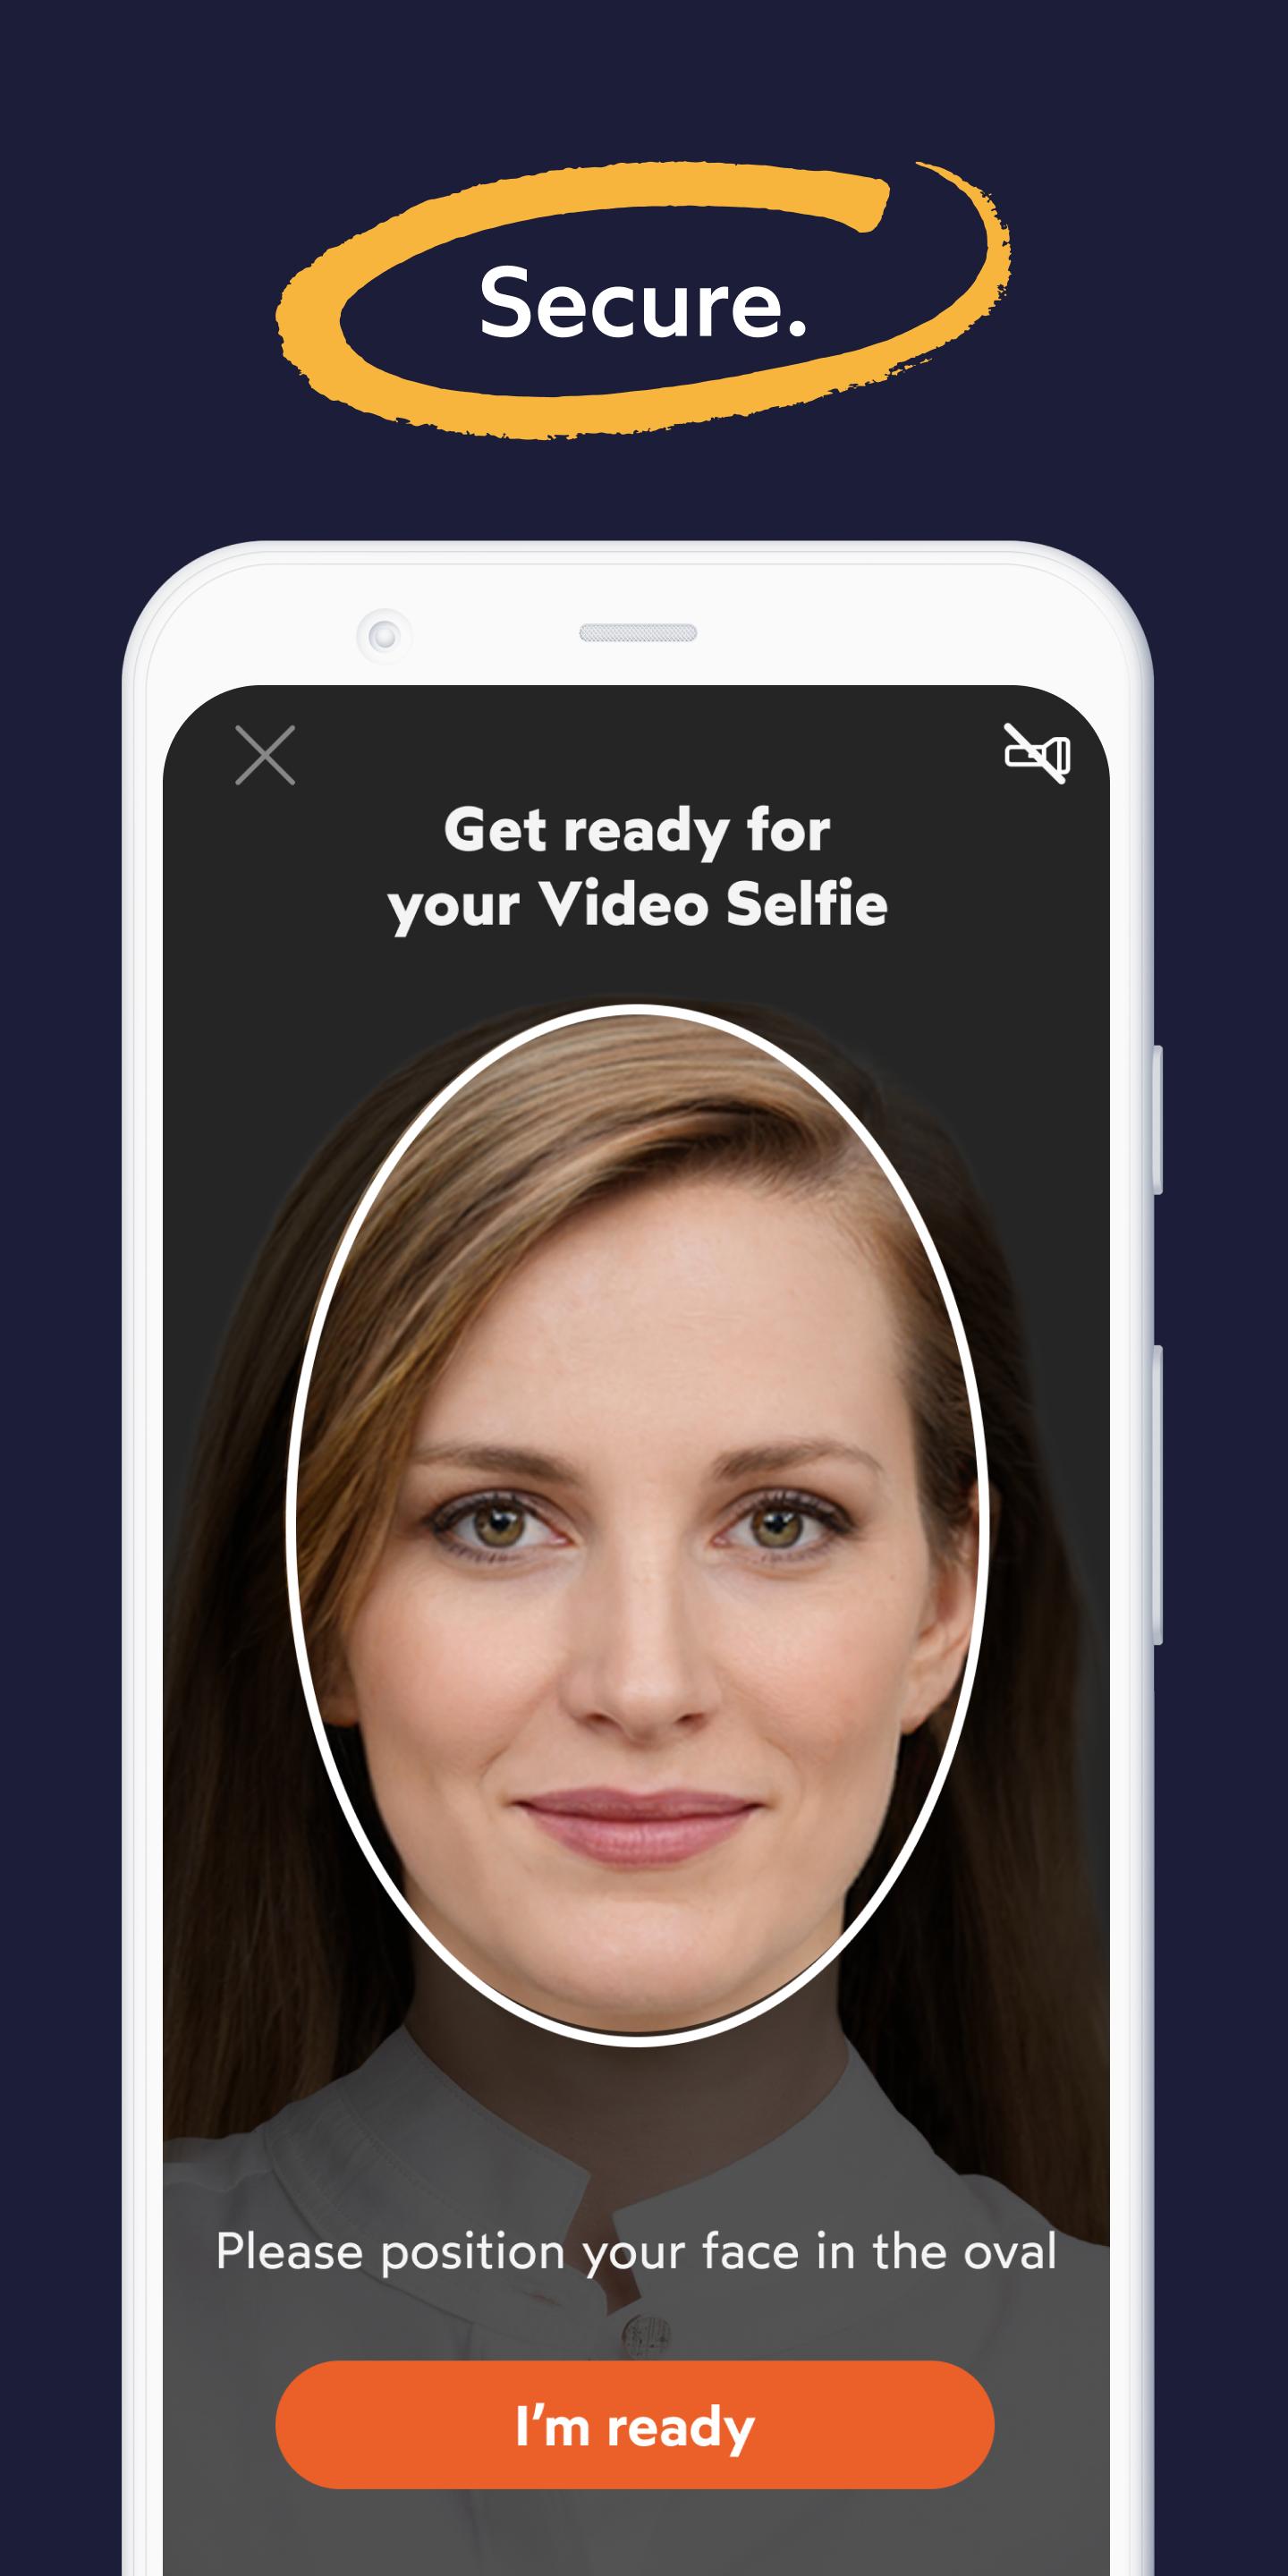 Secure.
Get ready for
your Video Selfie
Please position your face in the oval
I’m ready